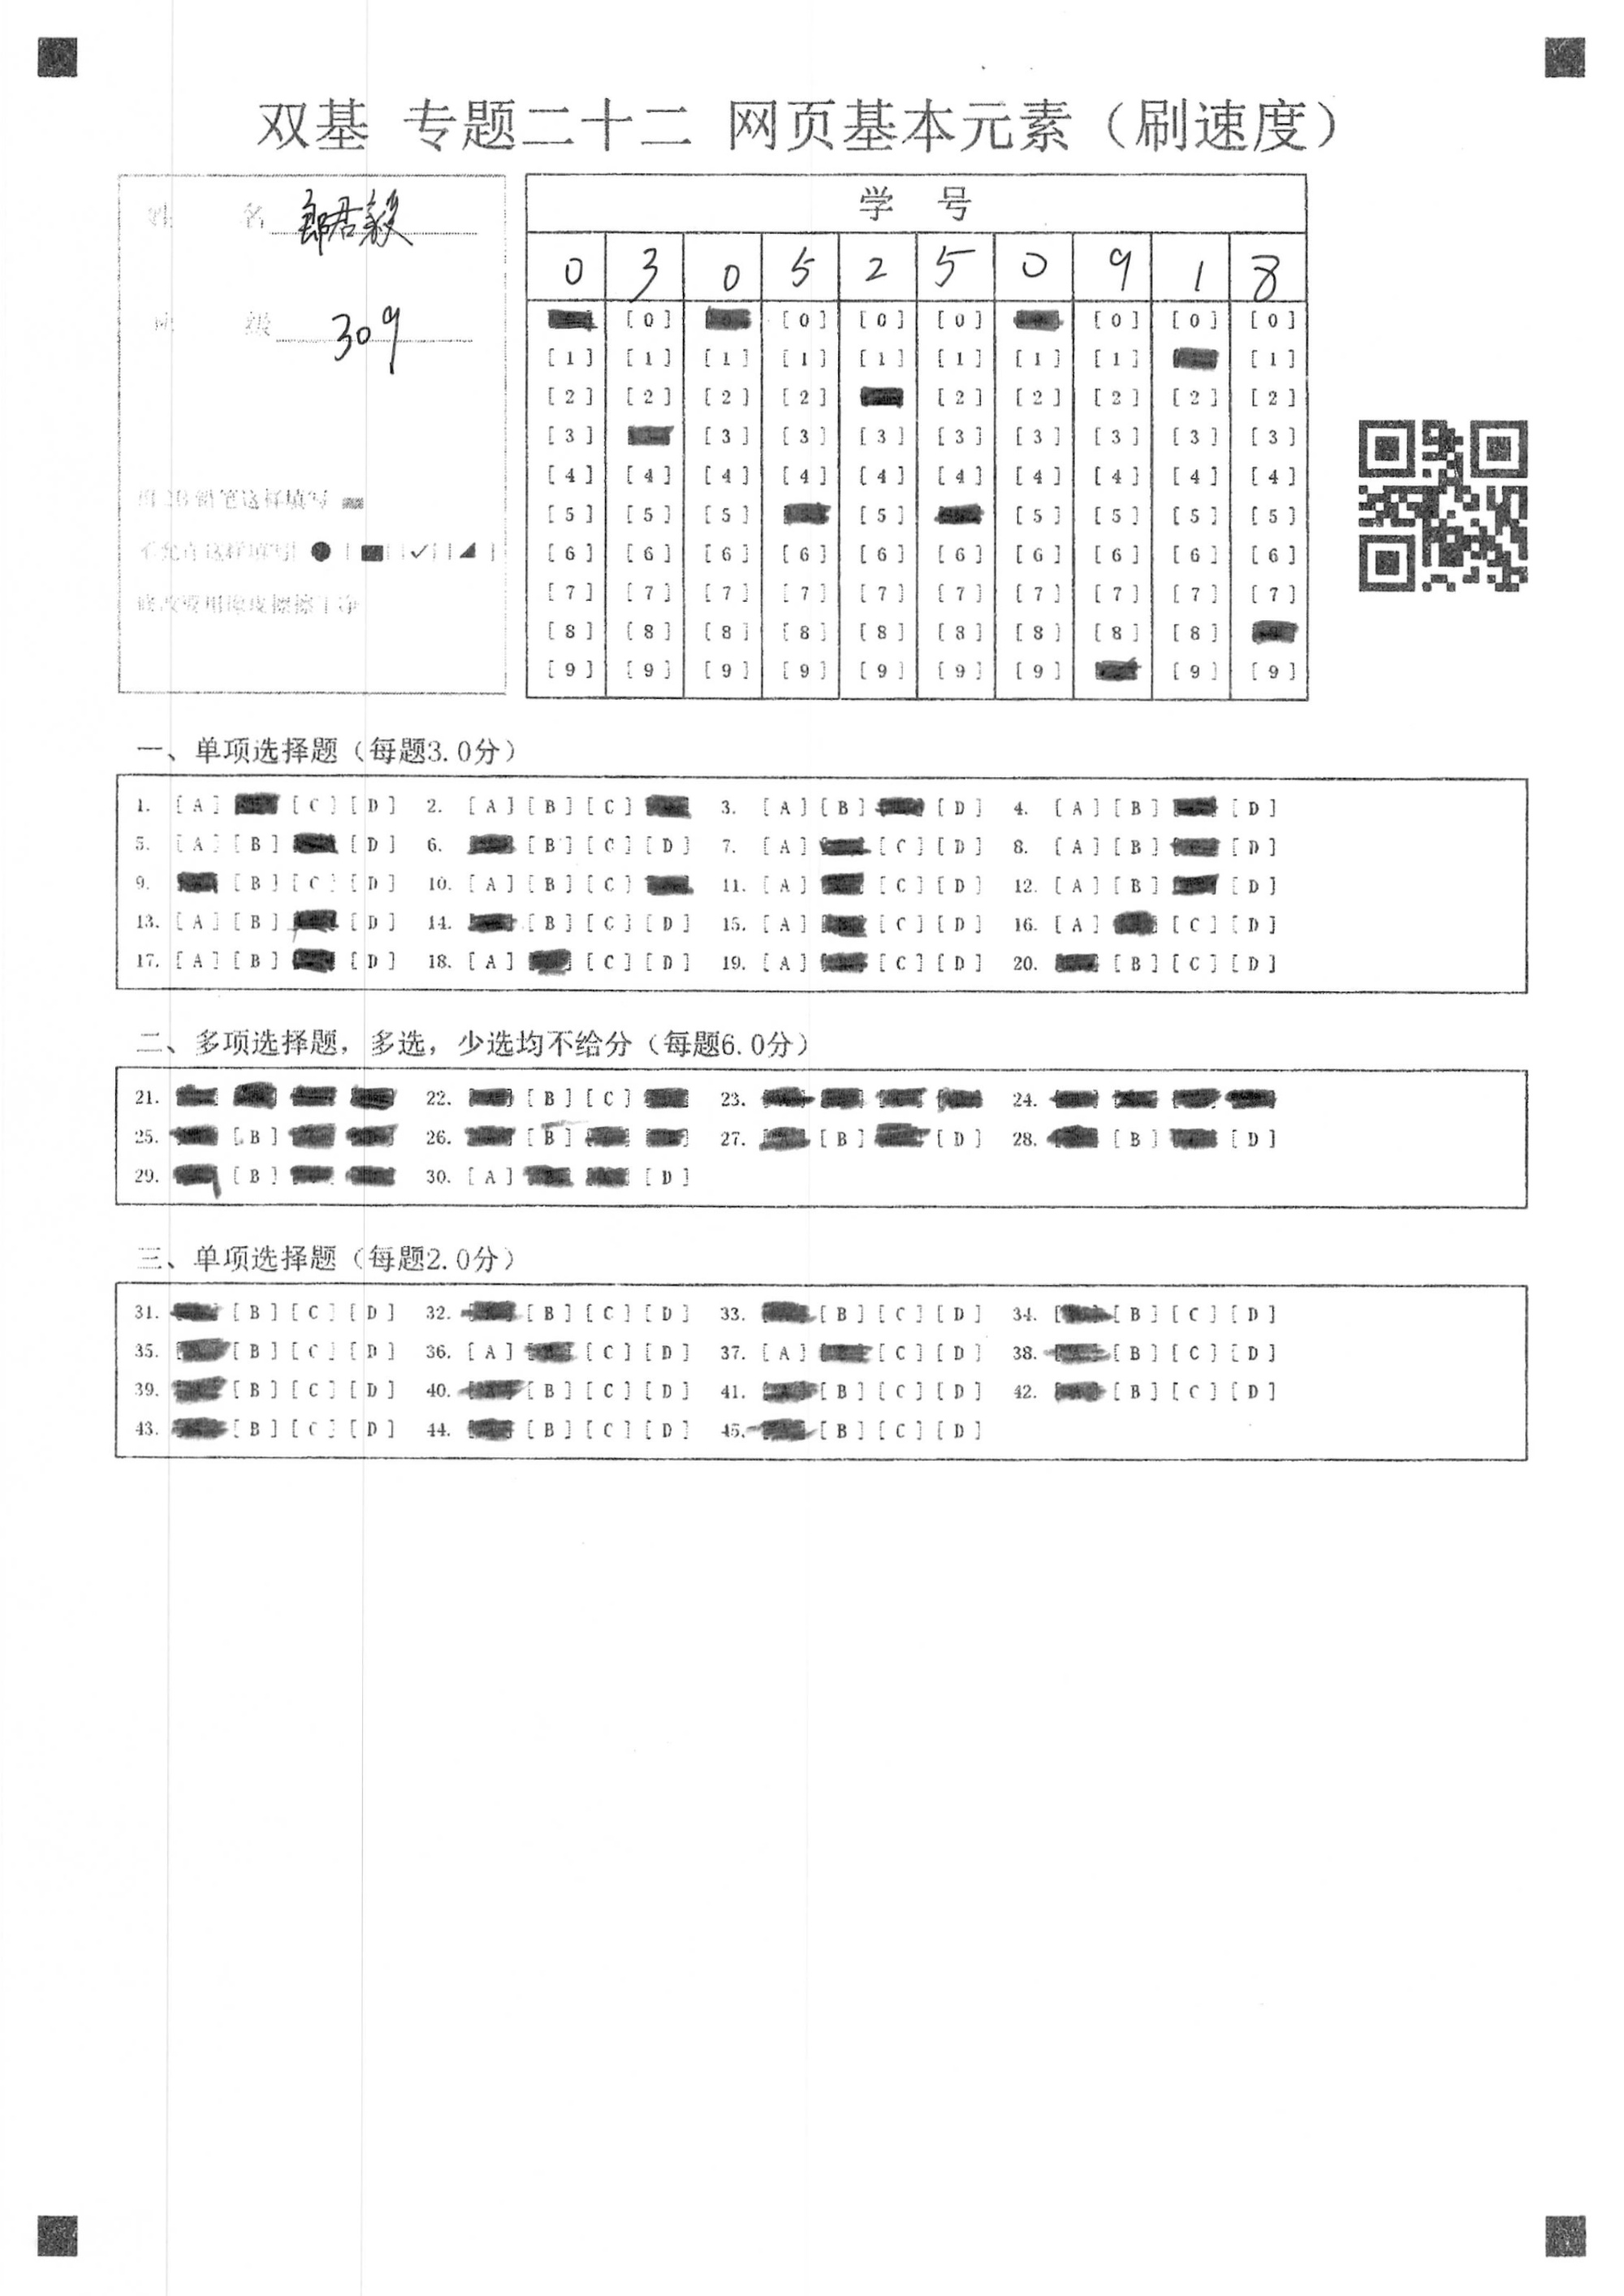 双基 专题二十二 网页基本元素（刷速度）
姓 名 郎君毅
班 级 309
用2B铅笔这样填写
不允许这样填写
修改要用橡皮擦擦干净
学 号
0 3 0 5 2 5 0 9 1 8
[0] [0] [0] [0] [0] [0] [0]
[1] [1] [1] [1] [1] [1] [1] [1] [1]
[2] [2] [2] [2] [2] [2] [2] [2] [2]
[3] [3] [3] [3] [3] [3] [3] [3] [3]
[4] [4] [4] [4] [4] [4] [4] [4] [4] [4]
[5] [5] [5] [5] [5] [5] [5] [5]
[6] [6] [6] [6] [6] [6] [6] [6] [6] [6]
[7] [7] [7] [7] [7] [7] [7] [7] [7] [7]
[8] [8] [8] [8] [8] [8] [8] [8] [8]
[9] [9] [9] [9] [9] [9] [9] [9] [9]
一、单项选择题（每题3.0分）
1. [A] [C] [D] 2. [A] [B] [C] 3. [A] [B] [D] 4. [A] [B] [D]
5. [A] [B] [D] 6. [B] [C] [D] 7. [A] [C] [D] 8. [A] [B] [D]
9. [B] [C] [D] 10. [A] [B] [C] 11. [A] [C] [D] 12. [A] [B] [D]
13. [A] [B] [D] 14. [B] [C] [D] 15. [A] [C] [D] 16. [A] [C] [D]
17. [A] [B] [D] 18. [A] [C] [D] 19. [A] [C] [D] 20. [B] [C] [D]
二、多项选择题，多选，少选均不给分（每题6.0分）
21. 22. [B] [C] 23. 24.
25. [B] 26. [B] 27. [B] [D] 28. [B] [D]
29. [B] 30. [A] [D]
三、单项选择题（每题2.0分）
31. [B] [C] [D] 32. [B] [C] [D] 33. [B] [C] [D] 34. [B] [C] [D]
35. [B] [C] [D] 36. [A] [C] [D] 37. [A] [C] [D] 38. [B] [C] [D]
39. [B] [C] [D] 40. [B] [C] [D] 41. [B] [C] [D] 42. [B] [C] [D]
43. [B] [C] [D] 44. [B] [C] [D] 45. [B] [C] [D]